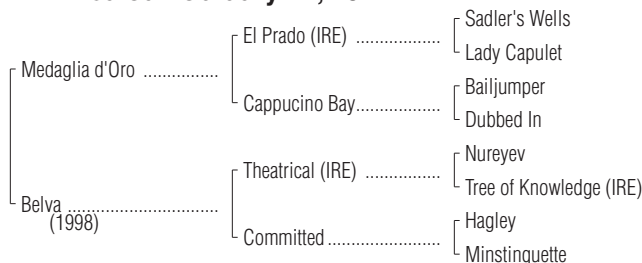 Sadler's Wells
El Prado (IRE) ...................
Lady Capulet
Medaglia d'Oro ................
Bailjumper
Cappucino Bay...................
Dubbed In
Nureyev
Theatrical (IRE) .................
Tree of Knowledge (IRE)
Belva ..................................
(1998)
Hagley
Committed.........................
Minstinguette